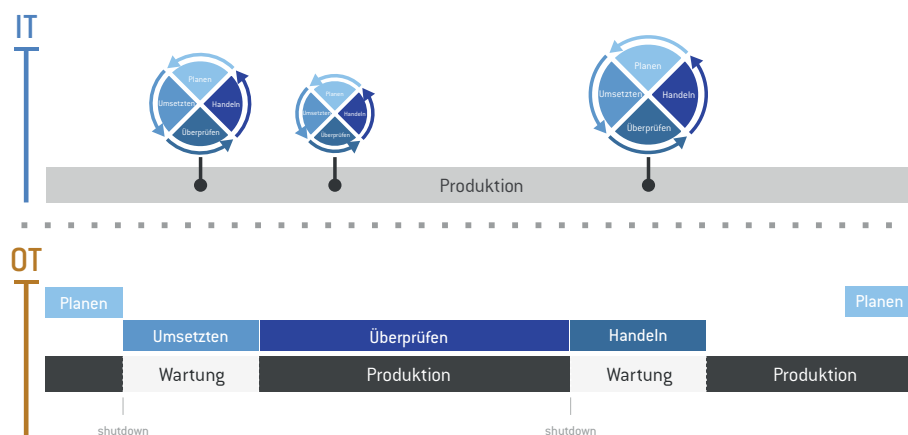 IT
Planen
Umsetzten
Handeln
Überprüfen
Planen
Umsetzten
Handeln
Überprüfen
Planen
Umsetzten
Handeln
Überprüfen
Produktion
OT
Planen
Planen
Umsetzten
Überprüfen
Handeln
Wartung
Produktion
Wartung
Produktion
shutdown
shutdown